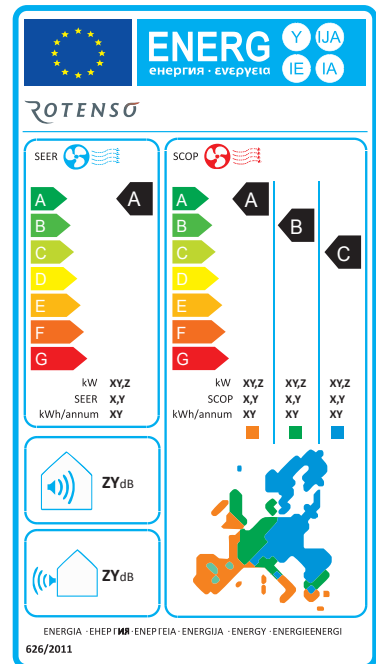 ENERG Y IJA
енергия · ενεργεια IE IA
ROTENSO
SEER
A A
B
C
D
E
F
G
kW XY,Z
SEER X,Y
kWh/annum XY
SCOP
A A
B B
C C
D
E
F
G
kW XY,Z XY,Z XY,Z
SCOP X,Y X,Y X,Y
kWh/annum XY XY XY
ZYdB
ZYdB
ENERGIA · ЕНЕРГИЯ · ΕΝΕΡΓΕΙΑ · ENERGIJA · ENERGY · ENERGIEENERGI
626/2011